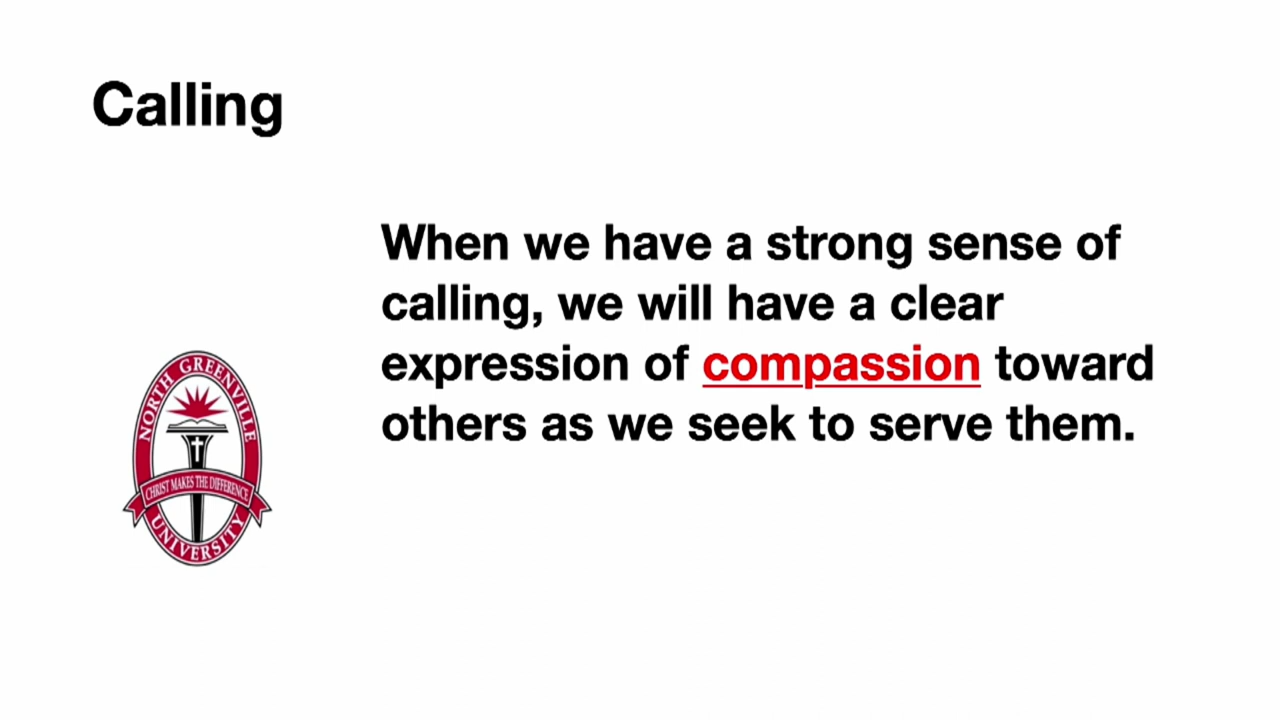 Calling
When we have a strong sense of
calling, we will have a clear
expression of compassion toward
others as we seek to serve them.
NORTH GREENVILLE
CHRIST MAKES THE DIFFERENCE
UNIVERSITY